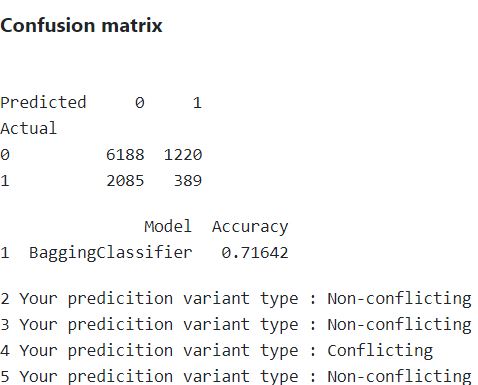 Confusion matrix
Predicted 0 1
Actual
0 6188 1220
1 2085 389
Model Accuracy
1 BaggingClassifier 0.71642
2 Your predicition variant type : Non-conflicting
3 Your predicition variant type : Non-conflicting
4 Your predicition variant type : Conflicting
5 Your predicition variant type : Non-conflicting